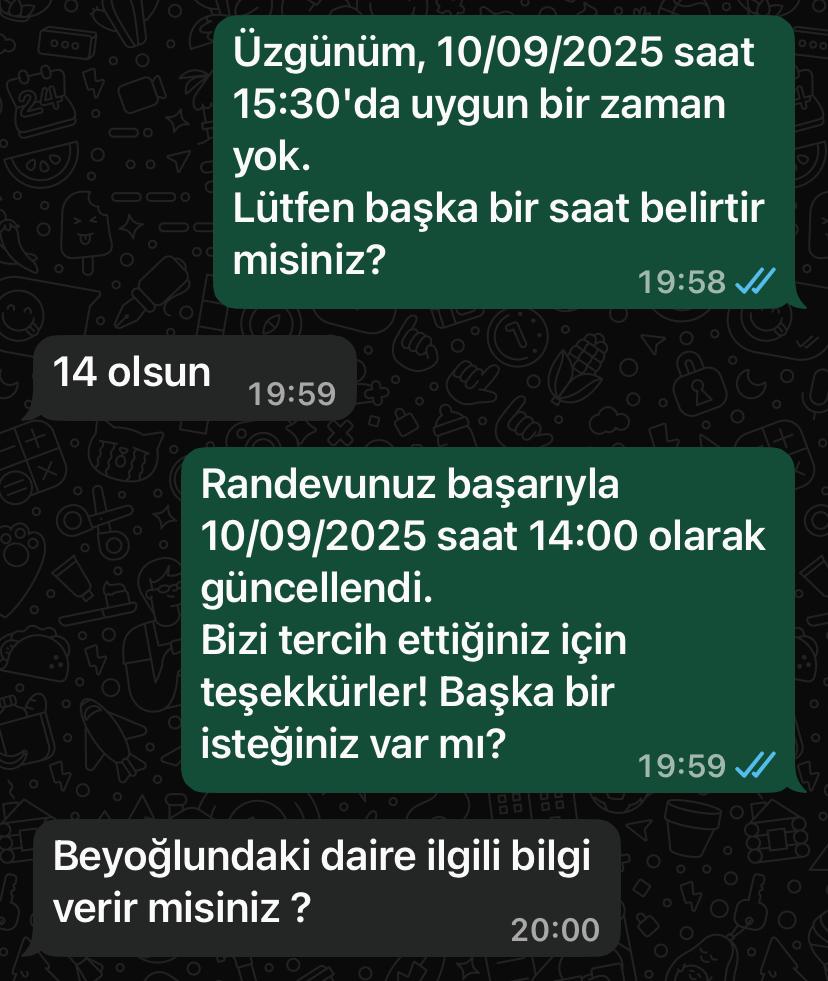 Üzgünüm, 10/09/2025 saat
15:30'da uygun bir zaman
yok.
Lütfen başka bir saat belirtir
misiniz?
19:58
14 olsun
19:59
Randevunuz başarıyla
10/09/2025 saat 14:00 olarak
güncellendi.
Bizi tercih ettiğiniz için
teşekkürler! Başka bir
isteğiniz var mı?
19:59
Beyoğlundaki daire ilgili bilgi
verir misiniz ?
20:00